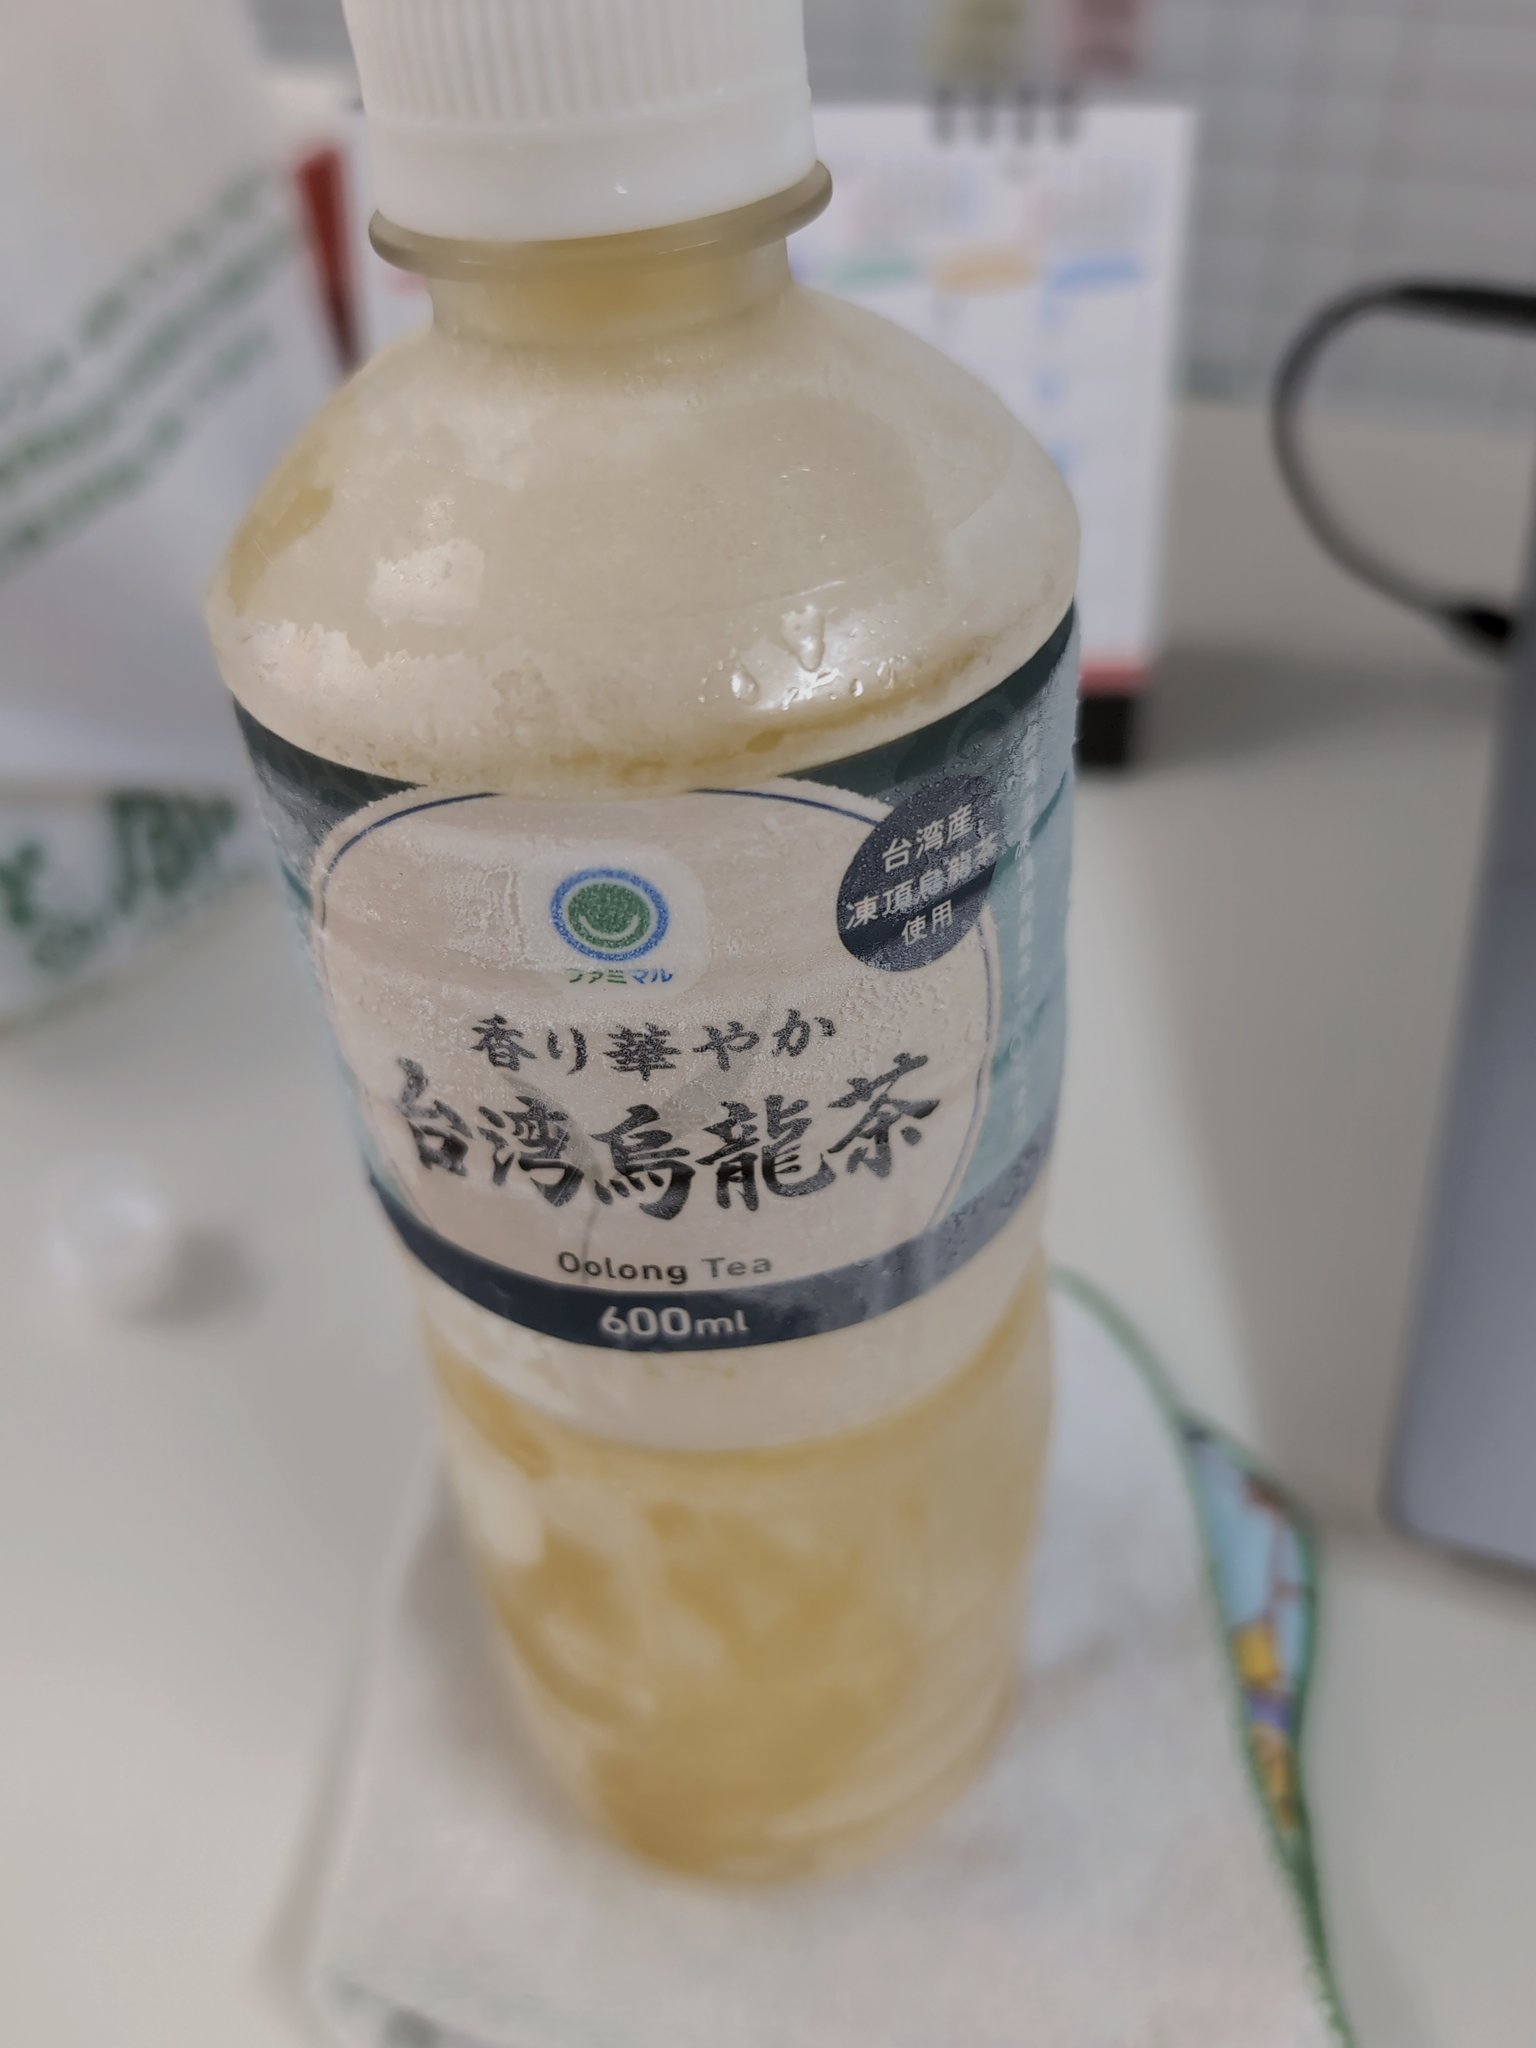 ファミマル
台湾産
凍頂烏龍茶
使用
香り華やか
台湾烏龍茶
Oolong Tea
600ml